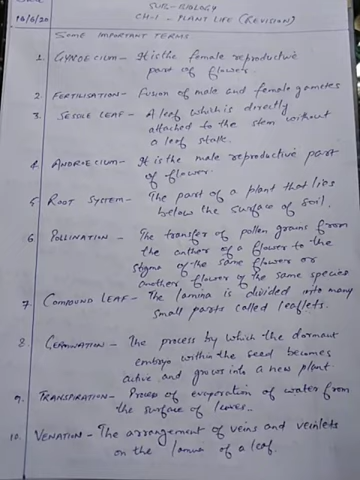 SUB- BIOLOGY
16/6/20 CH-1 - PLANT LIFE (REVISION)
SOME IMPORTANT TERMS
1. GYNOECIUM- It is the female reproductive
part of flower.
2. FERTILISATION- Fusion of male and female gametes
3. SESSILE LEAF- A leaf which is directly
attached to the stem without
a leaf stalk.
4. ANDROECIUM- It is the male reproductive part
of flower.
5. ROOT SYSTEM- The part of a plant that lies
below the surface of soil.
6. POLLINATION - The transfer of pollen grains from
the anther of a flower to the
stigma of the same flower or
another flower of the same species
7. COMPOUND LEAF- The lamina is divided into many
small parts called leaflets.
8. GERMINATION - The process by which the dormant
embryo within the seed becomes
active and grows into a new plant
9. TRANSPIRATION- Process of evaporation of water from
the surface of leaves..
10. VENATION- The arrangement of veins and veinlets
on the lamina of a leaf.